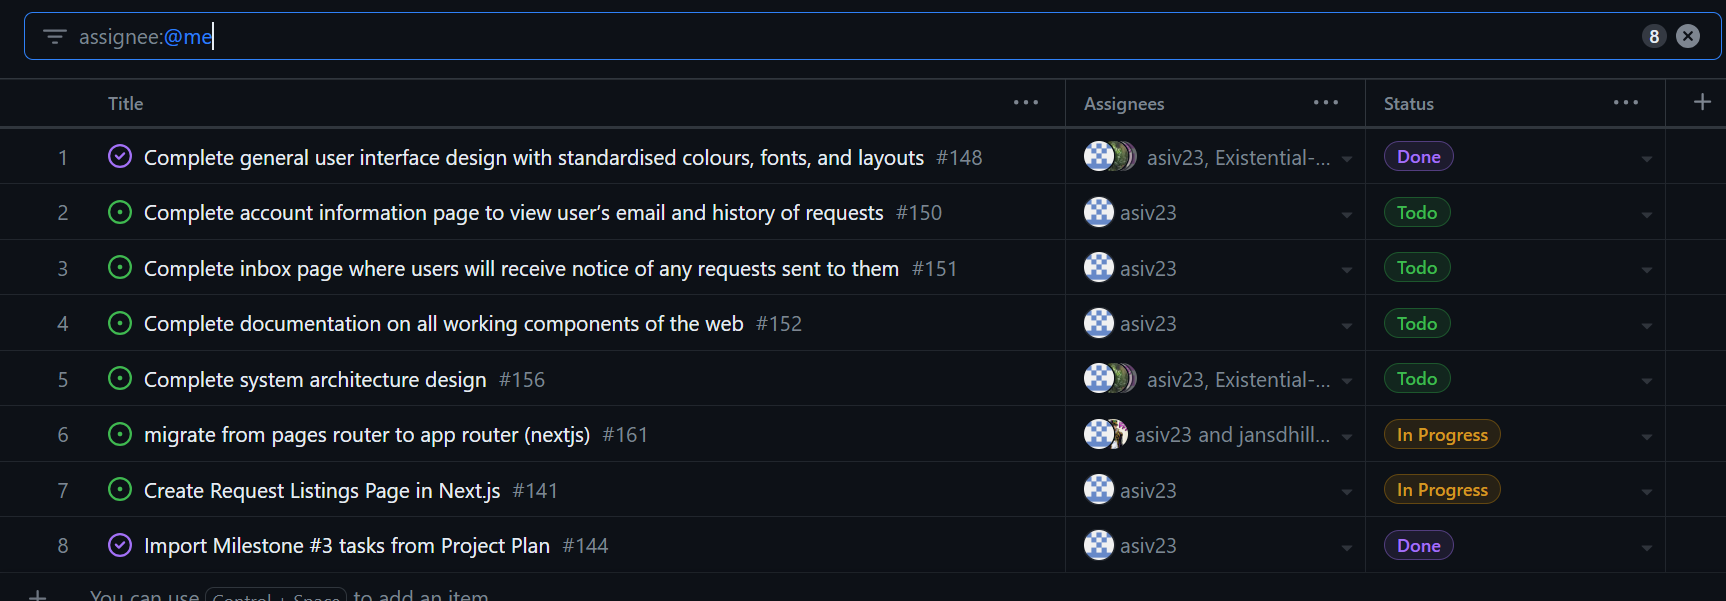 assignee:@me 8
Title Assignees Status
1 Complete general user interface design with standardised colours, fonts, and layouts #148 asiv23, Existential-... Done
2 Complete account information page to view user’s email and history of requests #150 asiv23 Todo
3 Complete inbox page where users will receive notice of any requests sent to them #151 asiv23 Todo
4 Complete documentation on all working components of the web #152 asiv23 Todo
5 Complete system architecture design #156 asiv23, Existential-... Todo
6 migrate from pages router to app router (nextjs) #161 asiv23 and jansdhill... In Progress
7 Create Request Listings Page in Next.js #141 asiv23 In Progress
8 Import Milestone #3 tasks from Project Plan #144 asiv23 Done
You can use Control + Space to add an item